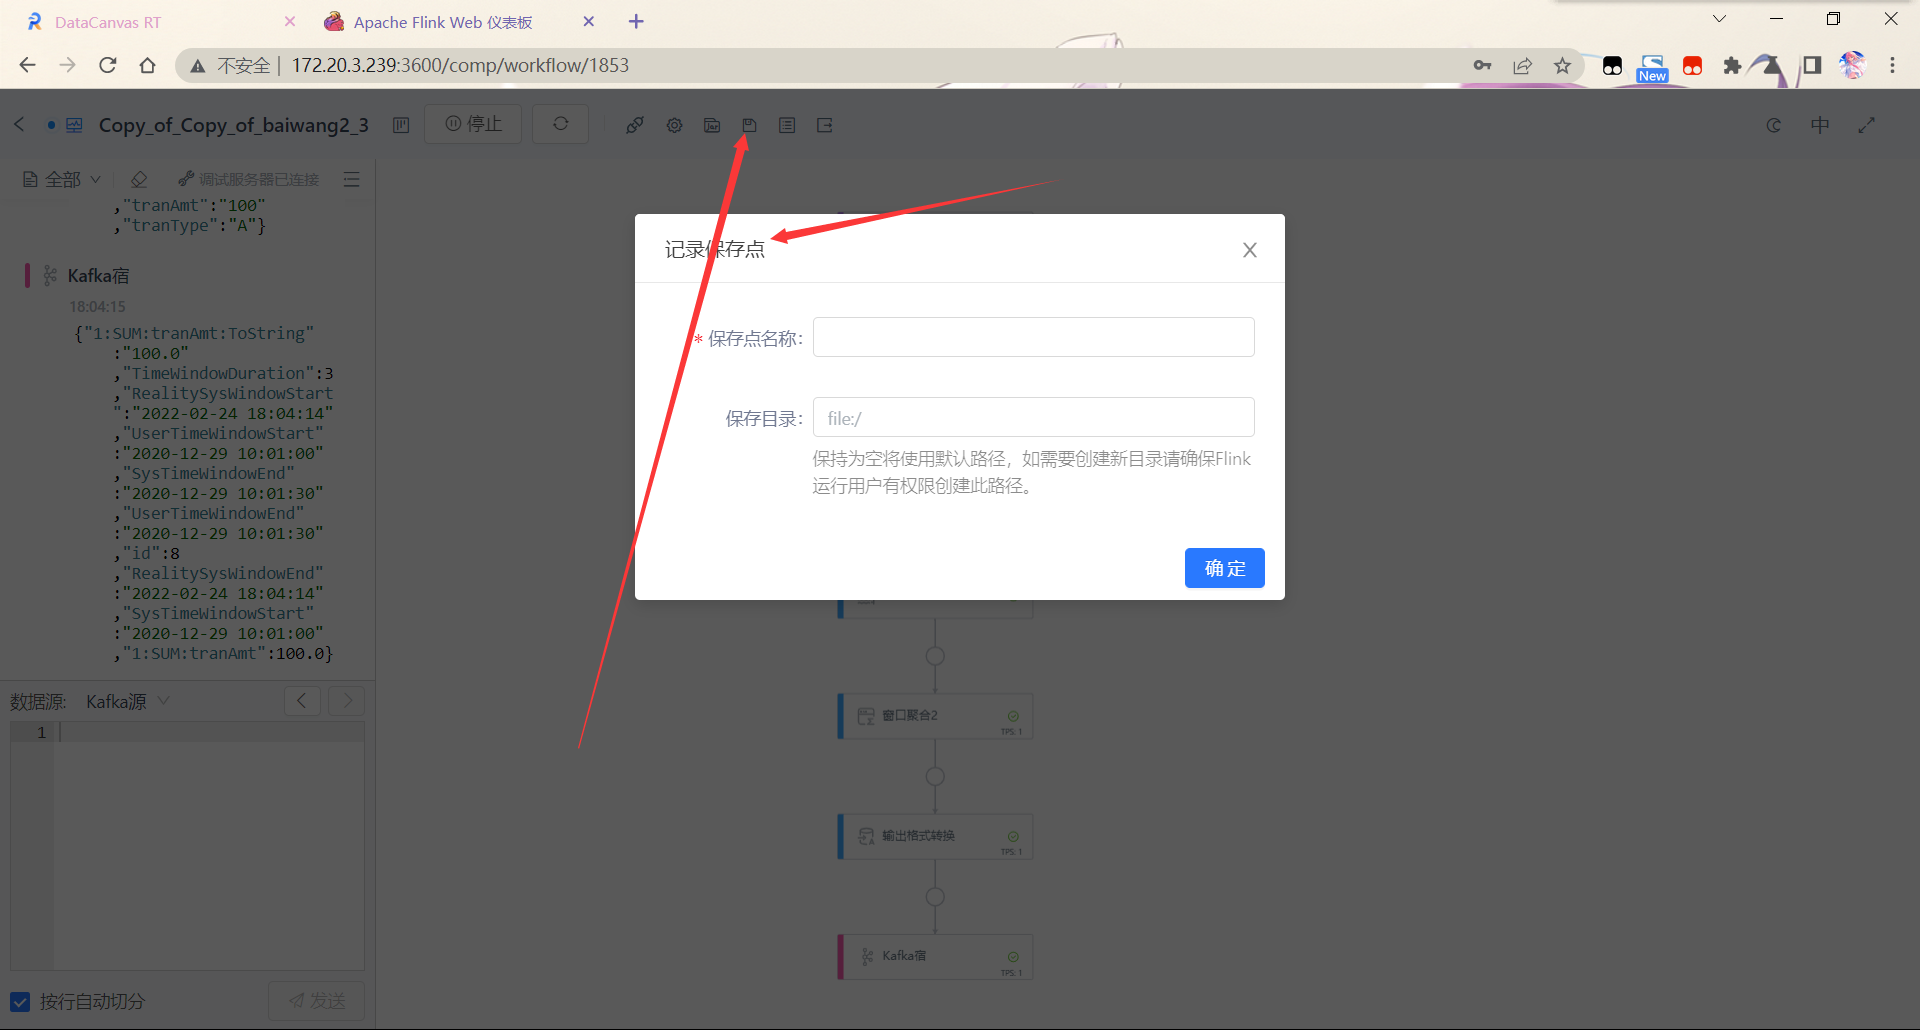 DataCanvas RT
Apache Flink Web 仪表板
不安全
172.20.3.239:3600/comp/workflow/1853
New
Copy_of_Copy_of_baiwang2_3
停止
中
全部
调试服务器已连接
,"tranAmt":"100"
,"tranType":"A"}
Kafka宿
18:04:15
{"1:SUM:tranAmt:ToString"
:"100.0"
,"TimeWindowDuration":3
,"RealitySysWindowStart
":"2022-02-24 18:04:14"
,"UserTimeWindowStart"
:"2020-12-29 10:01:00"
,"SysTimeWindowEnd"
:"2020-12-29 10:01:30"
,"UserTimeWindowEnd"
:"2020-12-29 10:01:30"
,"id":8
,"RealitySysWindowEnd"
:"2022-02-24 18:04:14"
,"SysTimeWindowStart"
:"2020-12-29 10:01:00"
,"1:SUM:tranAmt":100.0}
数据源:
Kafka源
1
按行自动切分
发送
记录保存点
* 保存点名称:
保存目录:
file:/
保持为空将使用默认路径，如需要创建新目录请确保Flink
运行用户有权限创建此路径。
确 定
窗口聚合2
TPS: 1
输出格式转换
TPS: 1
Kafka宿
TPS: 1